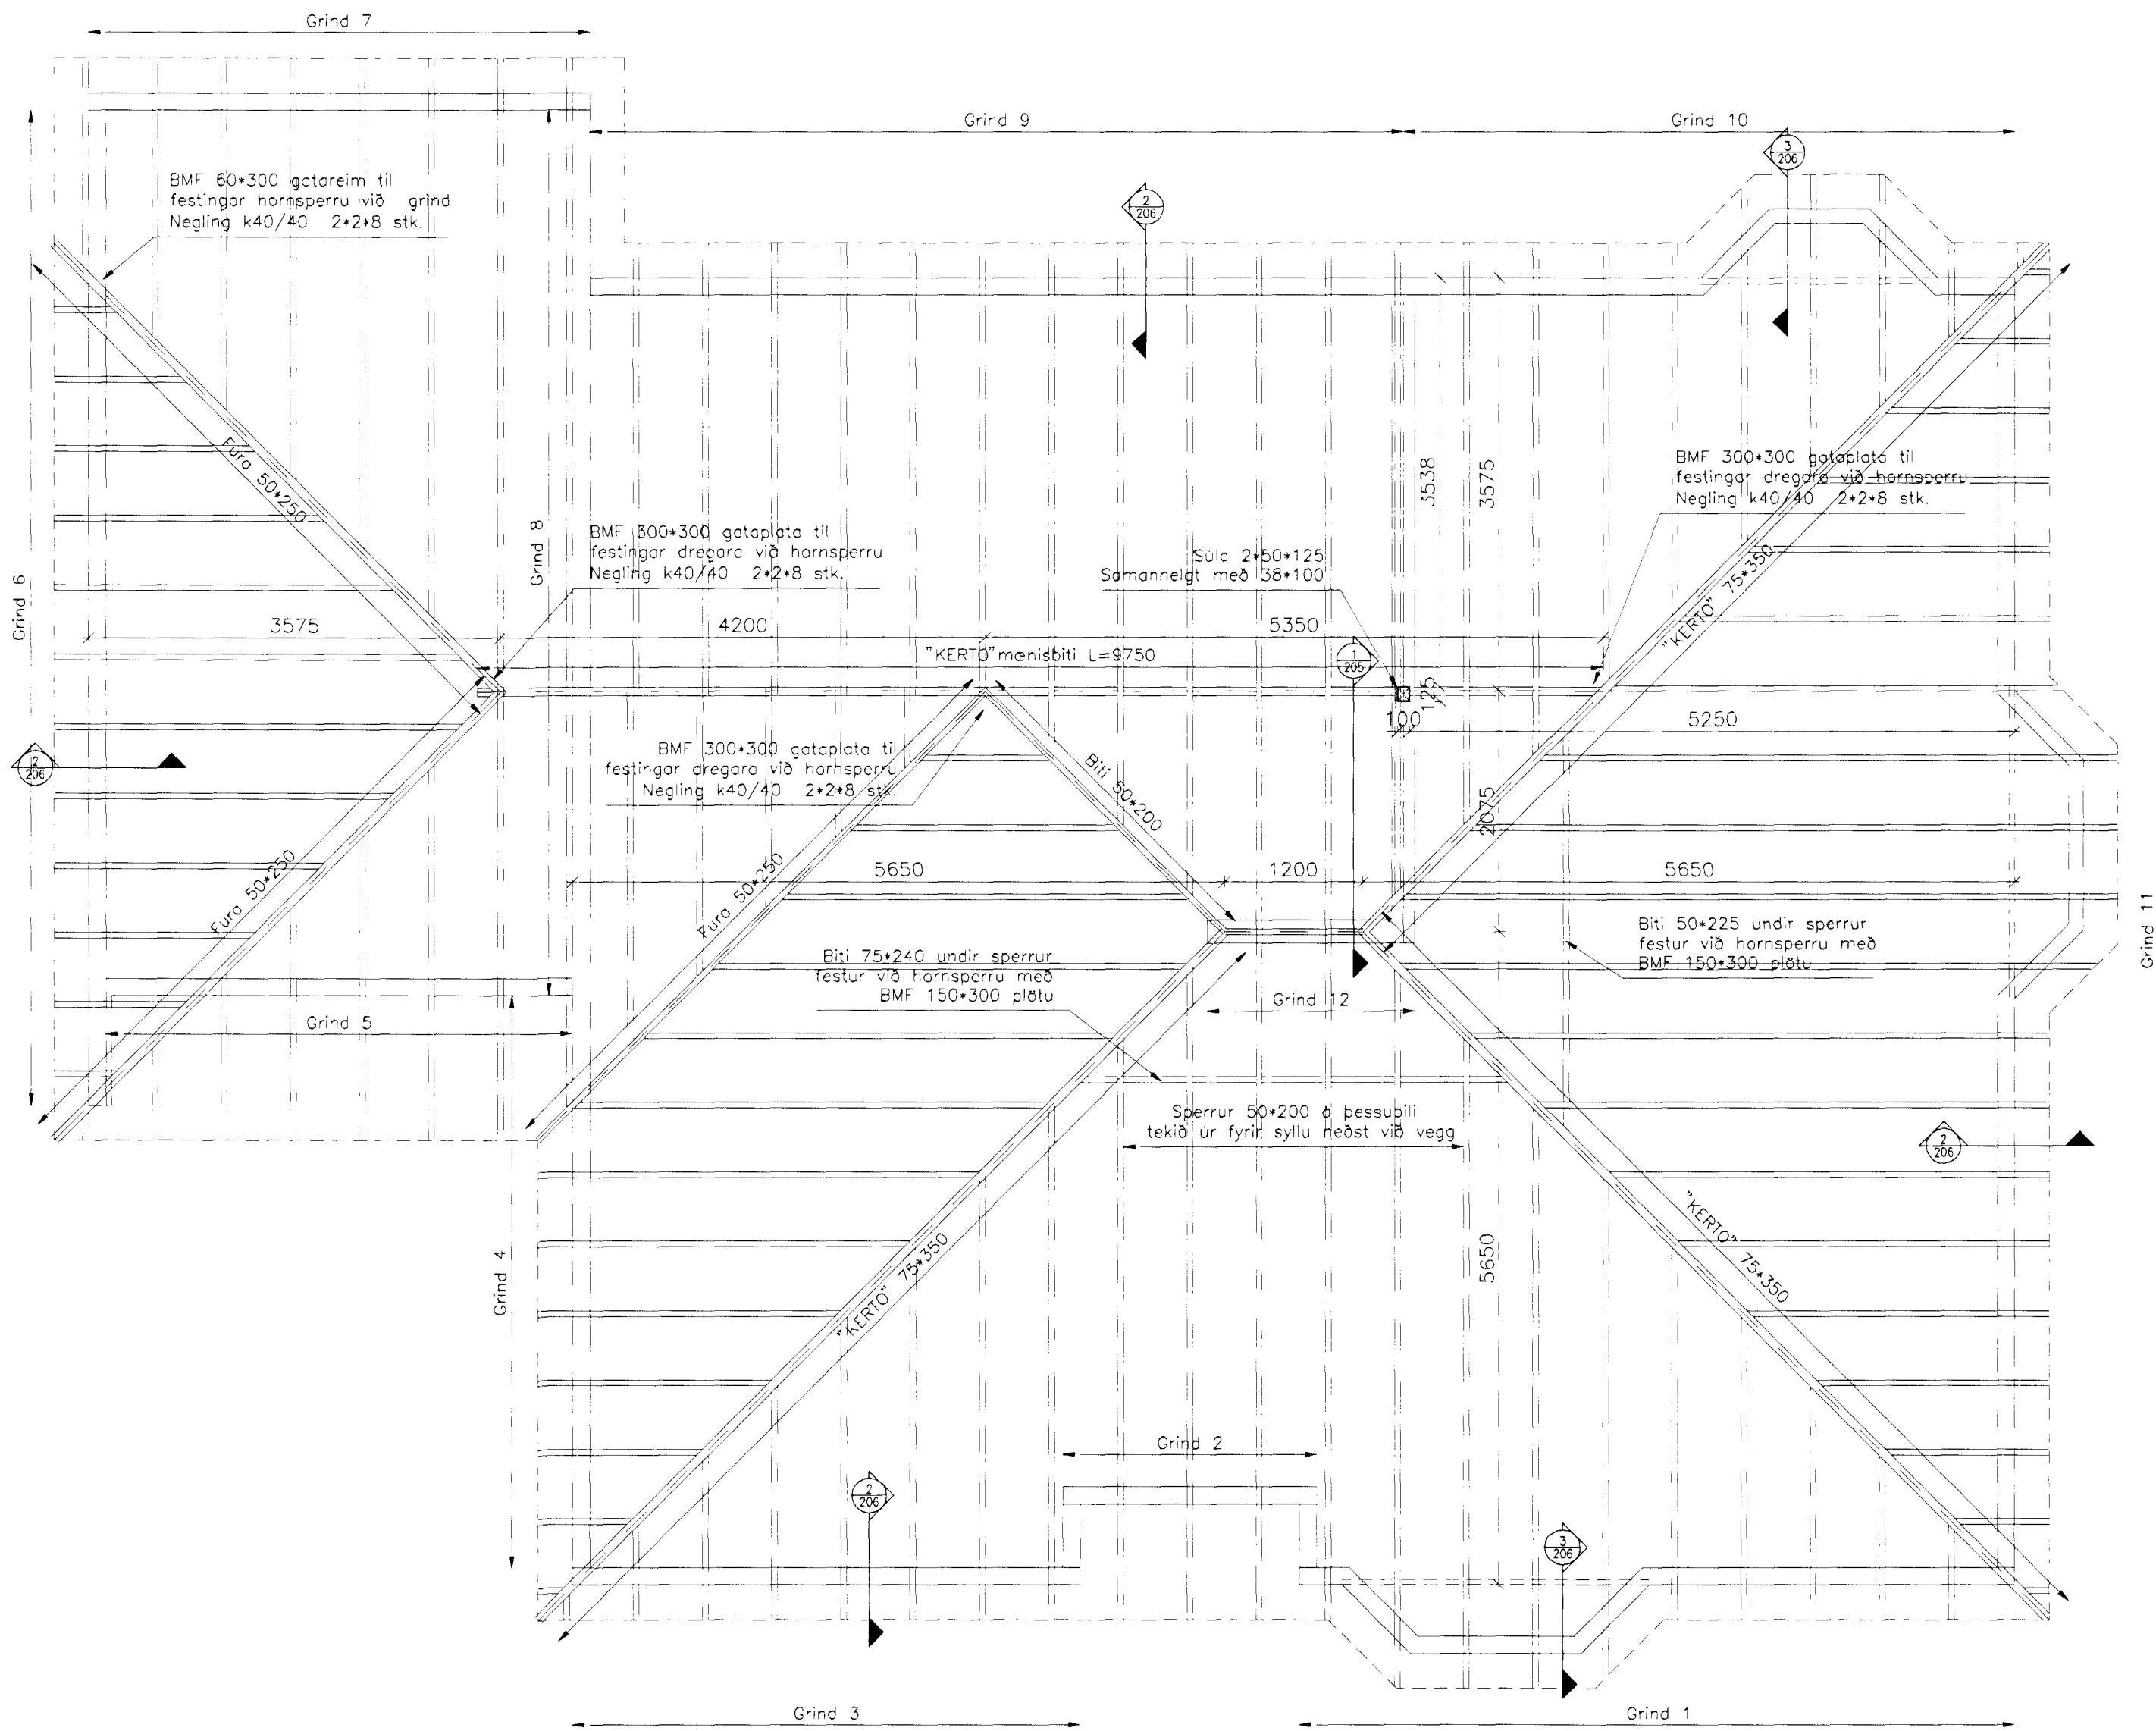 Grind 7
Grind 9
Grind 10
3
206
BMF 60*300 gatareim til
festingar hornsperru við grind
Negling k40/40 2*2*8 stk.
2
206
Fura 50*250
3538
3575
BMF 300*300 gataplata til
festingar dregara við hornsperru
Negling k40/40 2*2*8 stk.
Grind 8
BMF 300*300 gataplata til
festingar dregara við hornsperru
Negling k40/40 2*2*8 stk.
Súla 2*50*125
Samannelgt með 38*100
"KERTO" 75*350
Grind 6
3575
4200
5350
"KERTO" mænisbiti L=9750
1
205
125
100
5250
2
206
BMF 300*300 gataplata til
festingar dregara við hornsperru
Negling k40/40 2*2*8 stk.
Biti 50*200
2075
Fura 50*250
Fura 50*250
5650
1200
5650
Grind 11
Biti 50*225 undir sperrur
festur við hornsperru með
BMF 150*300 plötu
Biti 75*240 undir sperrur
festur við hornsperru með
BMF 150*300 plötu
Grind 12
Grind 5
Sperrur 50*200 á þessubili
tekið úr fyrir syllu neðst við vegg
2
206
Grind 4
"KERTO" 75*350
5650
"KERTO" 75*350
Grind 2
2
206
3
206
Grind 3
Grind 1